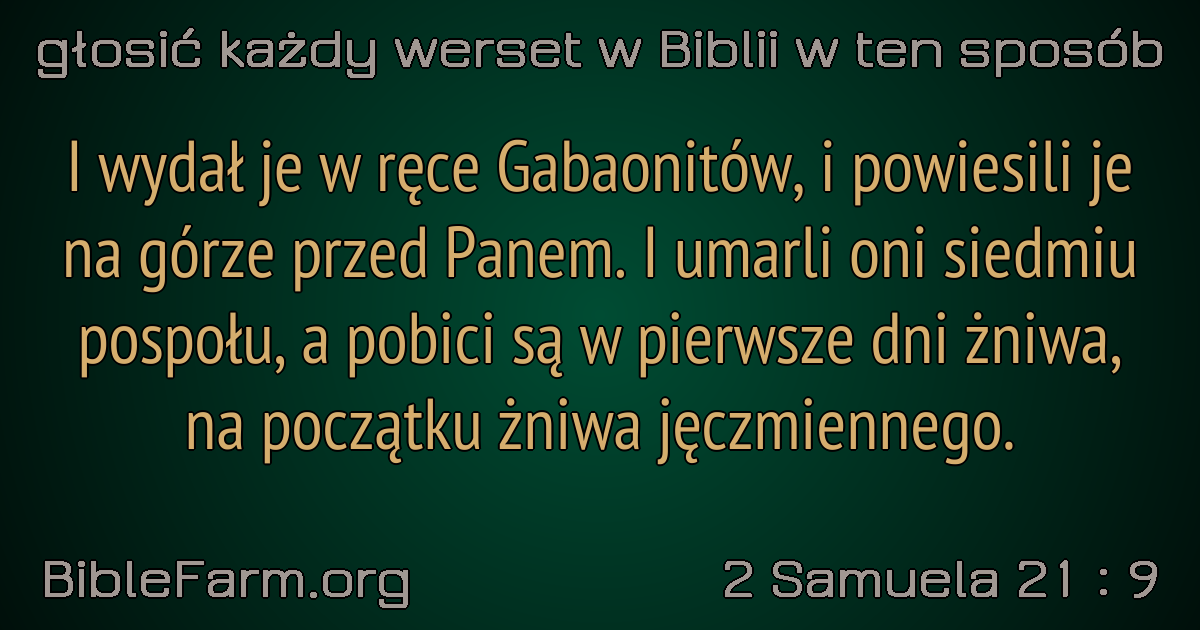 głosić każdy werset w Biblii w ten sposób
I wydał je w ręce Gabaonitów, i powiesili je
na górze przed Panem. I umarli oni siedmiu
pospołu, a pobici są w pierwsze dni żniwa,
na początku żniwa jęczmiennego.
BibleFarm.org
2 Samuela 21 : 9